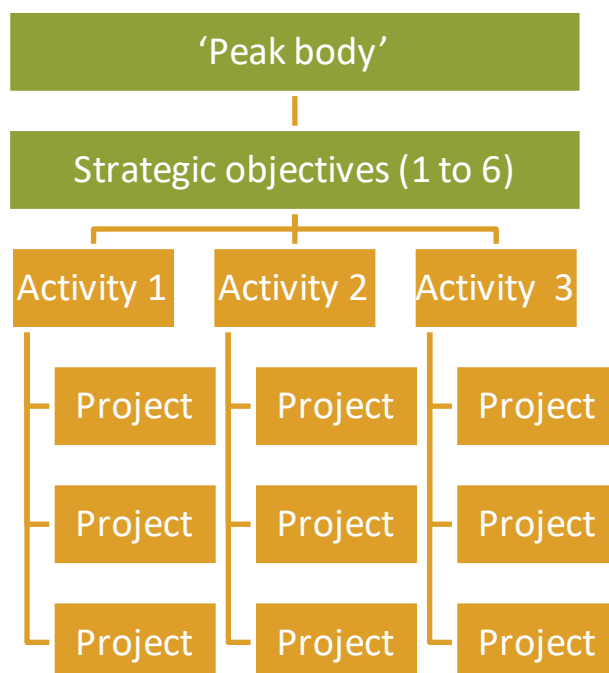 ‘Peak body’
Strategic objectives (1 to 6)
Activity 1
Activity 2
Activity 3
Project
Project
Project
Project
Project
Project
Project
Project
Project